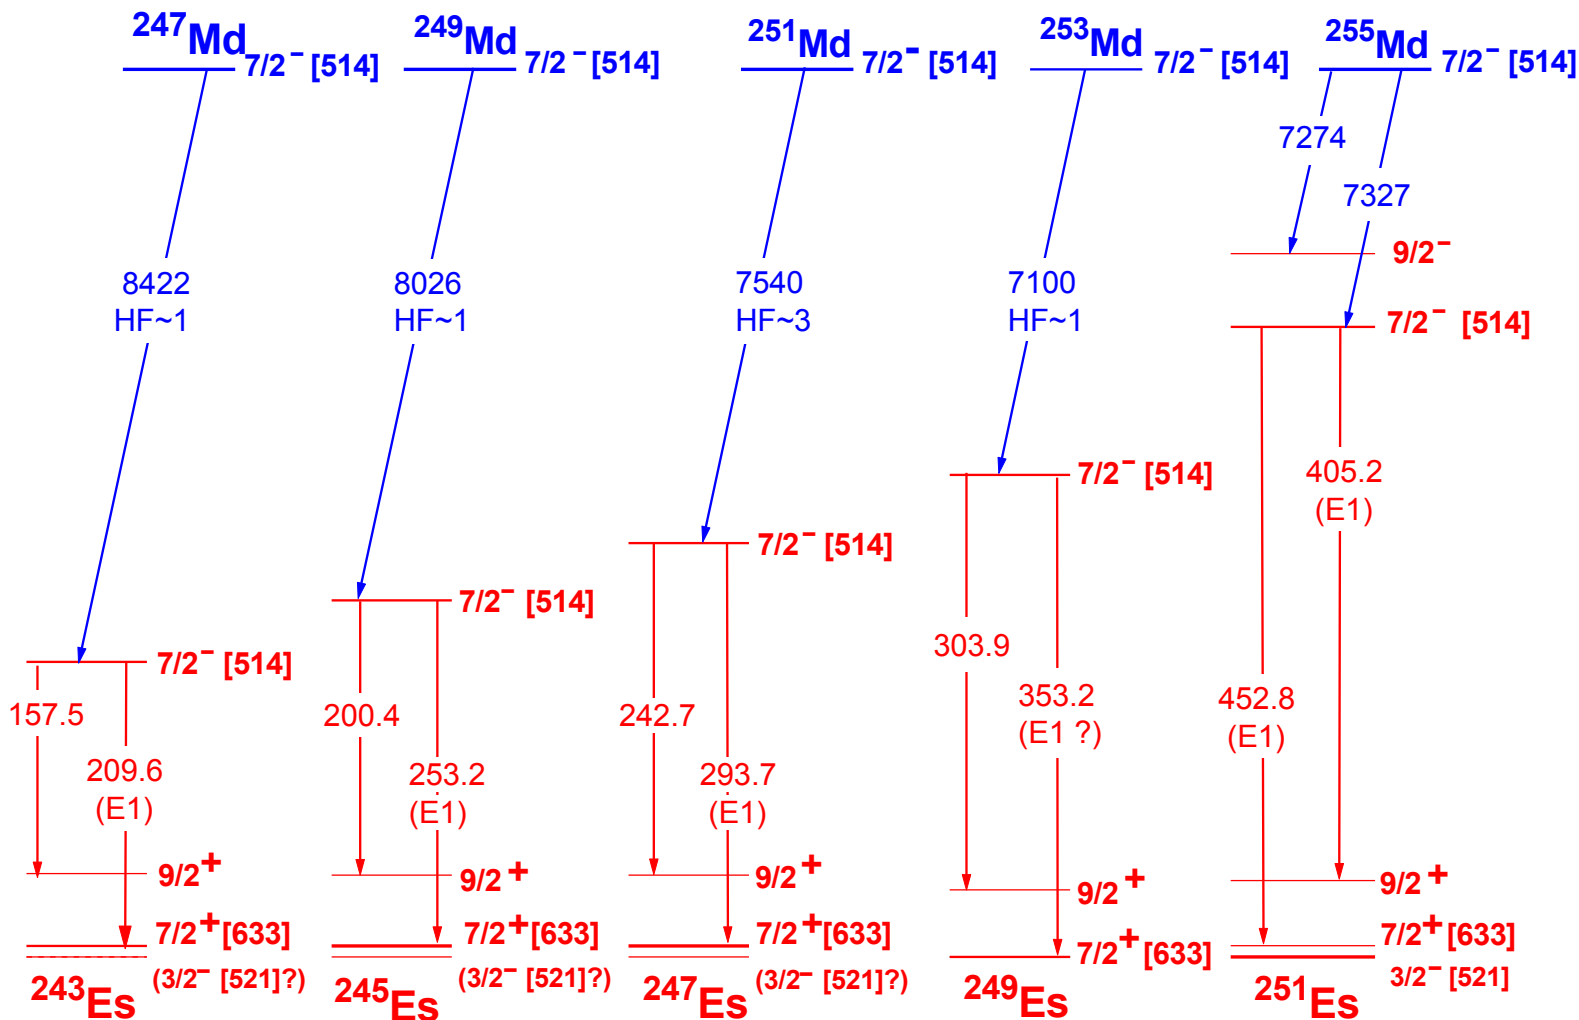 ²⁴⁷Md 7/2⁻ [514]
²⁴⁹Md 7/2⁻ [514]
²⁵¹Md 7/2⁻ [514]
²⁵³Md 7/2⁻ [514]
²⁵⁵Md 7/2⁻ [514]
7274
7327
8422
HF~1
8026
HF~1
7540
HF~3
7100
HF~1
9/2⁻
7/2⁻ [514]
7/2⁻ [514]
7/2⁻ [514]
7/2⁻ [514]
7/2⁻ [514]
157.5
209.6
(E1)
200.4
253.2
(E1)
242.7
293.7
(E1)
303.9
353.2
(E1 ?)
452.8
(E1)
405.2
(E1)
9/2⁺
7/2⁺[633]
(3/2⁻ [521]?)
²⁴³Es
9/2⁺
7/2⁺[633]
(3/2⁻ [521]?)
²⁴⁵Es
9/2⁺
7/2⁺[633]
(3/2⁻ [521]?)
²⁴⁷Es
9/2⁺
7/2⁺[633]
²⁴⁹Es
9/2⁺
7/2⁺[633]
3/2⁻ [521]
²⁵¹Es